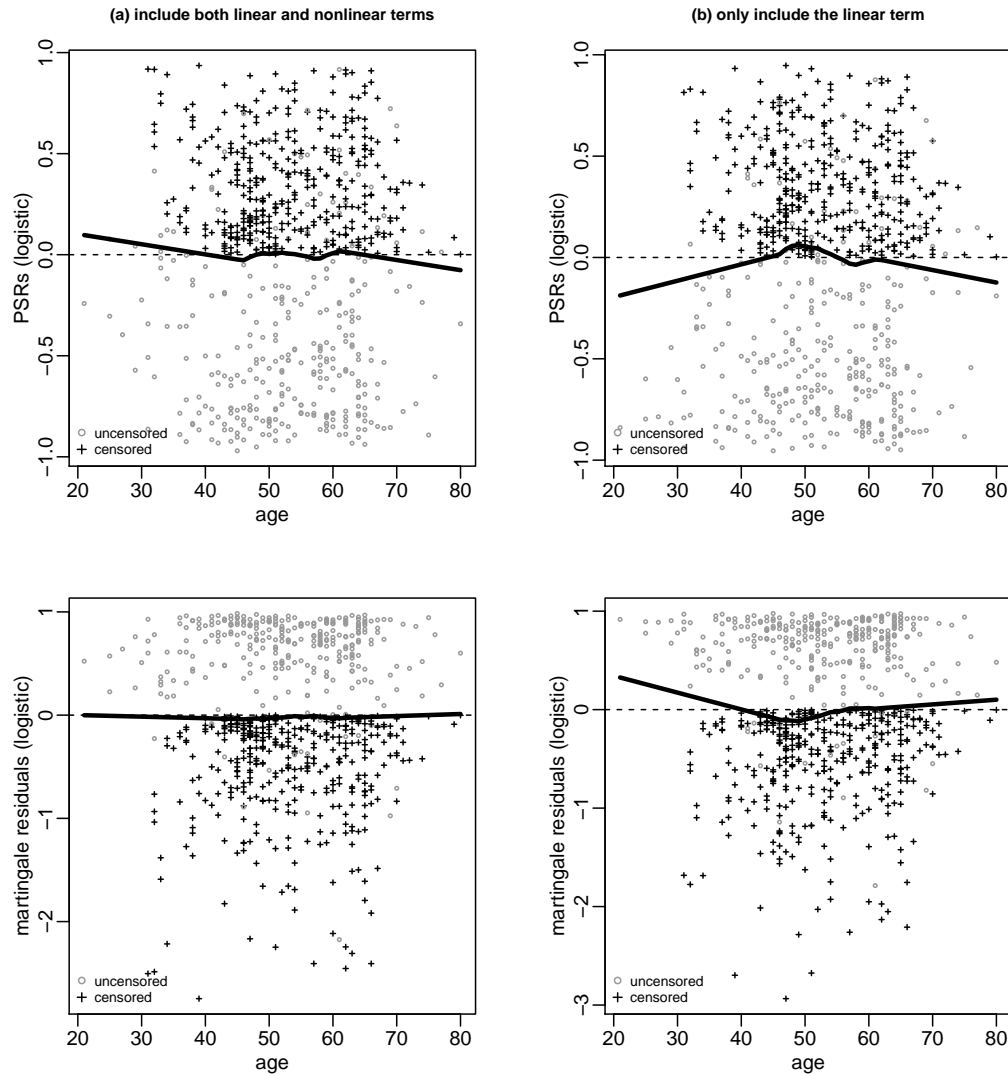 (a) include both linear and nonlinear terms
PSRs (logistic)
1.0
0.5
0.0
−0.5
−1.0
uncensored
censored
20 30 40 50 60 70 80
age
(b) only include the linear term
PSRs (logistic)
1.0
0.5
0.0
−0.5
−1.0
uncensored
censored
20 30 40 50 60 70 80
age
martingale residuals (logistic)
1
0
−1
−2
uncensored
censored
20 30 40 50 60 70 80
age
martingale residuals (logistic)
1
0
−1
−2
−3
uncensored
censored
20 30 40 50 60 70 80
age